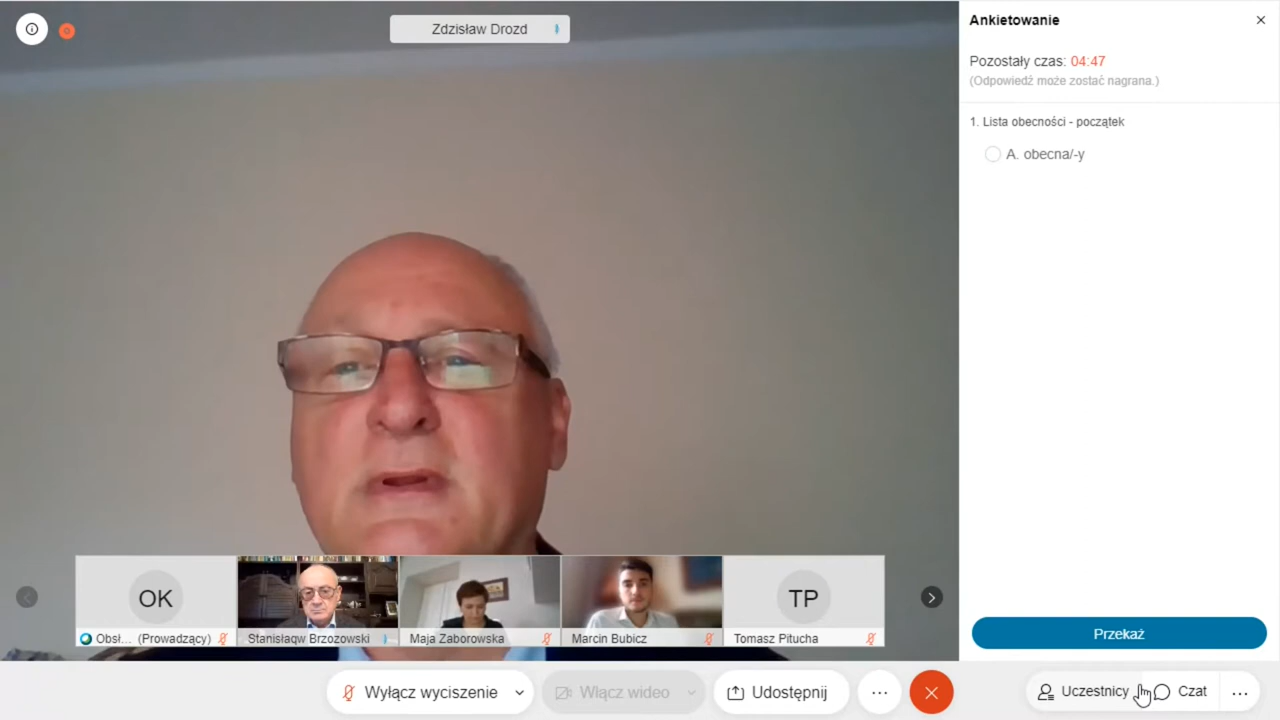 Zdzisław Drozd
Ankietowanie
Pozostały czas: 04:47
(Odpowiedź może zostać nagrana.)
1. Lista obecności - początek
A. obecna/-y
OK
TP
Obsł... (Prowadzący)
Stanisłaqw Brzozowski
Maja Zaborowska
Marcin Bubicz
Tomasz Pitucha
Przekaż
Wyłącz wyciszenie
Włącz wideo
Udostępnij
Uczestnicy
Czat